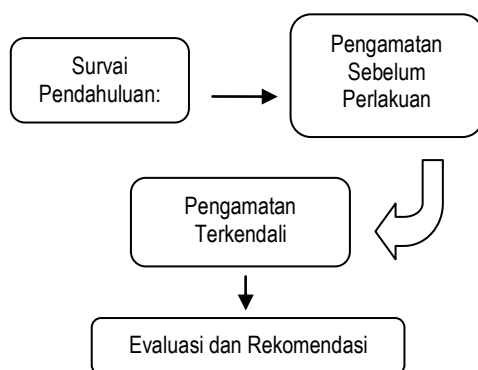 Survai
Pendahuluan:
Pengamatan
Sebelum
Perlakuan
Pengamatan
Terkendali
Evaluasi dan Rekomendasi